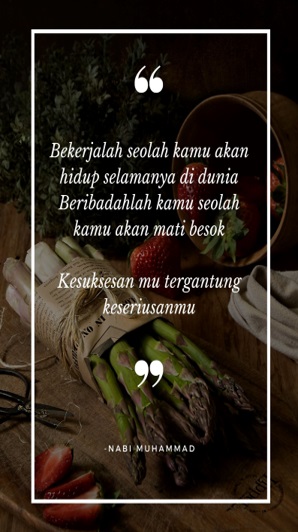 “
Bekerjalah seolah kamu akan
hidup selamanya di dunia
Beribadahlah kamu seolah
kamu akan mati besok
Kesuksesan mu tergantung
keseriusanmu
”
-NABI MUHAMMAD